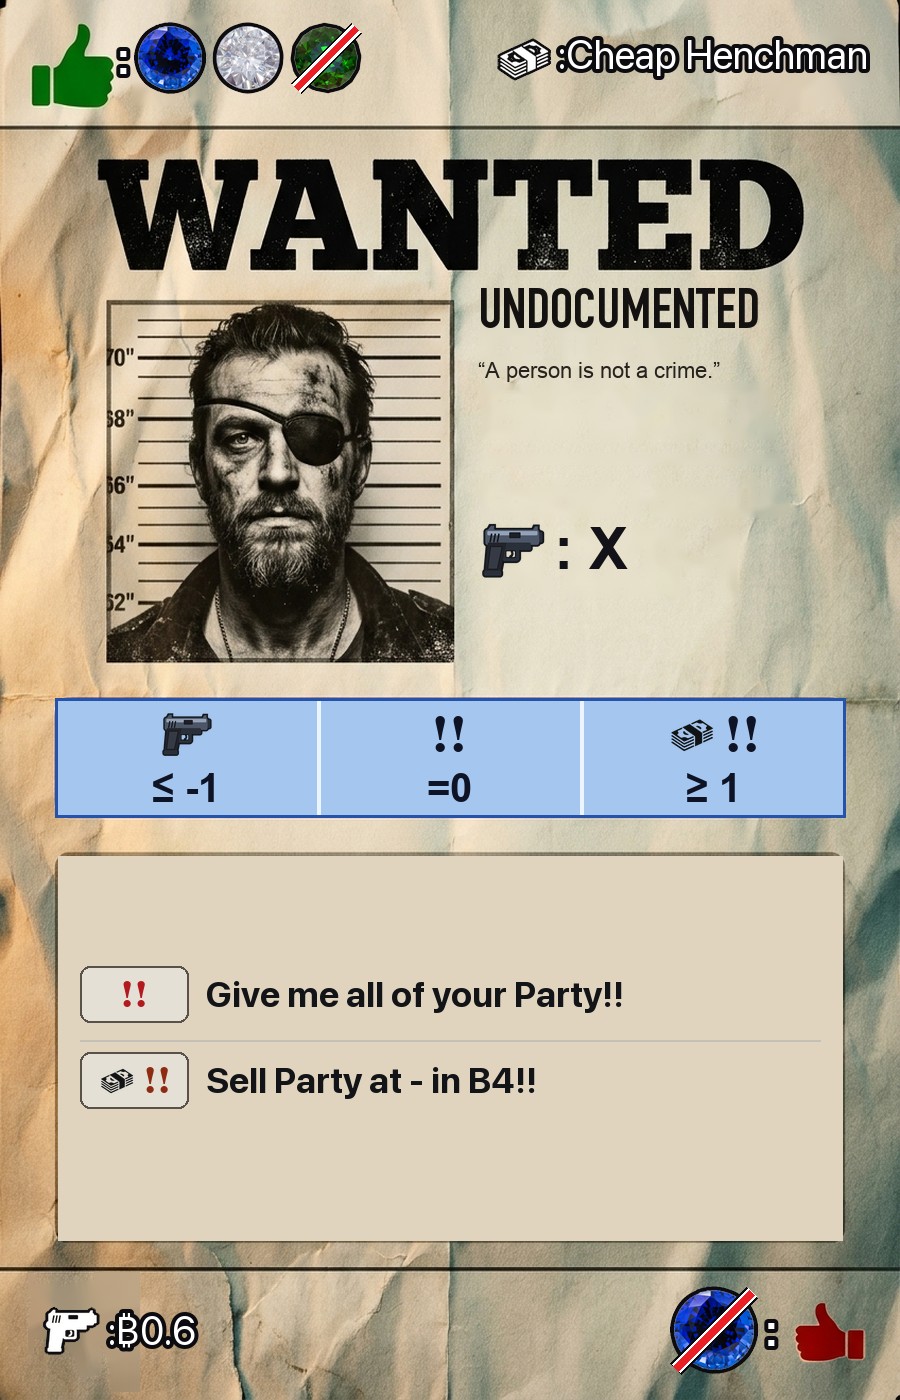 :
:Cheap Henchman
WANTED
UNDOCUMENTED
“A person is not a crime.”
70"
68"
66"
64"
62"
: X
!! !!
≤ -1 =0 ≥ 1
!! Give me all of your Party!!
!! Sell Party at - in B4!!
:₿0.6 :